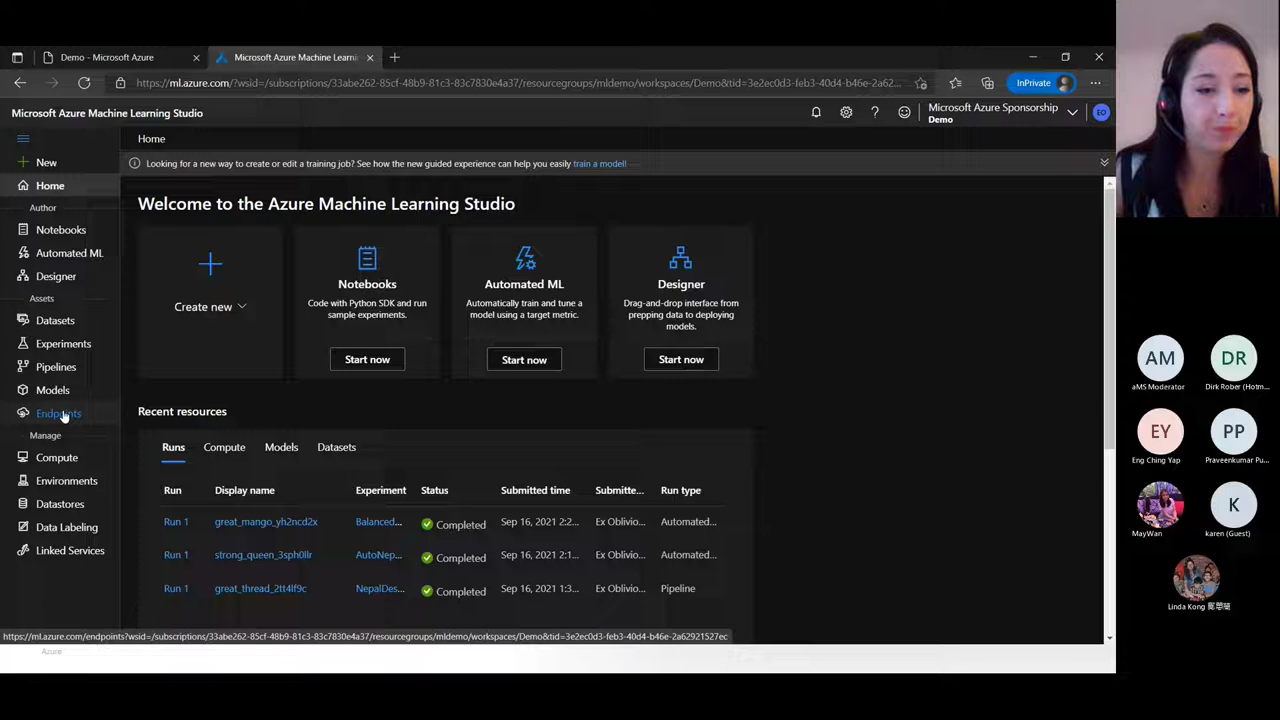 Demo - Microsoft Azure
Microsoft Azure Machine Learnin
https://ml.azure.com/?wsid=/subscriptions/33abe262-85cf-48b9-81c3-83c7830e4a37/resourcegroups/mldemo/workspaces/Demo&tid=3e2ec0d3-feb3-40d4-b46e-2a62...
InPrivate
Microsoft Azure Machine Learning Studio
Microsoft Azure Sponsorship
Demo
EO
New
Home
Author
Notebooks
Automated ML
Designer
Assets
Datasets
Experiments
Pipelines
Models
Endpoints
Manage
Compute
Environments
Datastores
Data Labeling
Linked Services
Home
Looking for a new way to create or edit a training job? See how the new guided experience can help you easily train a model!
Welcome to the Azure Machine Learning Studio
Create new
Notebooks
Code with Python SDK and run
sample experiments.
Start now
Automated ML
Automatically train and tune a
model using a target metric.
Start now
Designer
Drag-and-drop interface from
prepping data to deploying
models.
Start now
Recent resources
Runs Compute Models Datasets
Run Display name Experiment Status Submitted time Submitte... Run type
Run 1 great_mango_yh2ncd2x Balanced... Completed Sep 16, 2021 2:2... Ex Oblivio... Automated...
Run 1 strong_queen_3sph0llr AutoNep... Completed Sep 16, 2021 2:1... Ex Oblivio... Automated...
Run 1 great_thread_2tt4lf9c NepalDes... Completed Sep 16, 2021 1:3... Ex Oblivio... Pipeline
https://ml.azure.com/endpoints?wsid=/subscriptions/33abe262-85cf-48b9-81c3-83c7830e4a37/resourcegroups/mldemo/workspaces/Demo&tid=3e2ec0d3-feb3-40d4-b46e-2a62921527ec
Azure
AM
aMS Moderator
DR
Dirk Rober (Hotm...
EY
Eng Ching Yap
PP
Praveenkumar Pu...
MayWan
K
karen (Guest)
Linda Kong